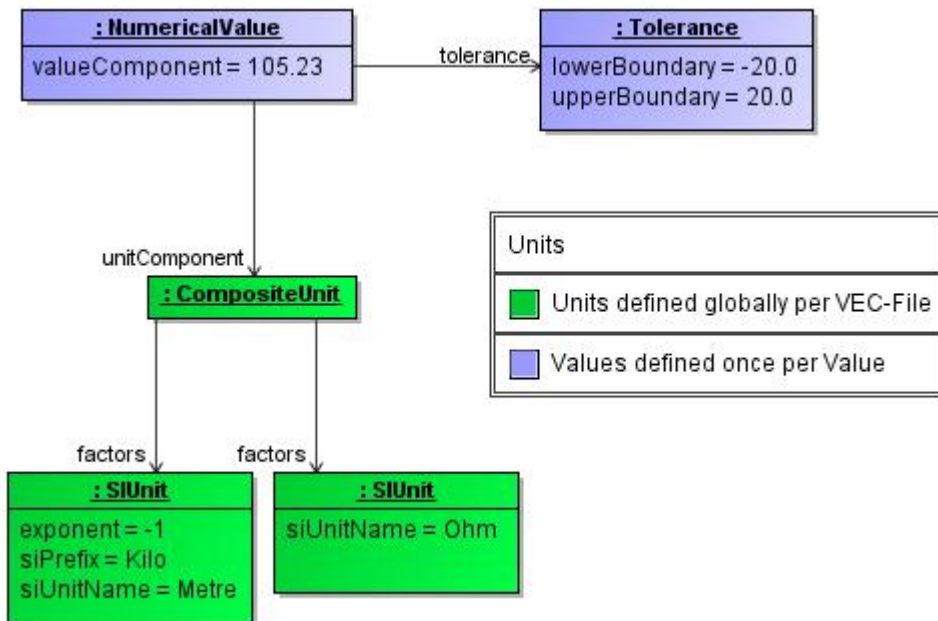 : NumericalValue
valueComponent = 105.23
tolerance
: Tolerance
lowerBoundary = -20.0
upperBoundary = 20.0
unitComponent
: CompositeUnit
Units
Units defined globally per VEC-File
Values defined once per Value
factors
factors
: SIUnit
exponent = -1
siPrefix = Kilo
siUnitName = Metre
: SIUnit
siUnitName = Ohm